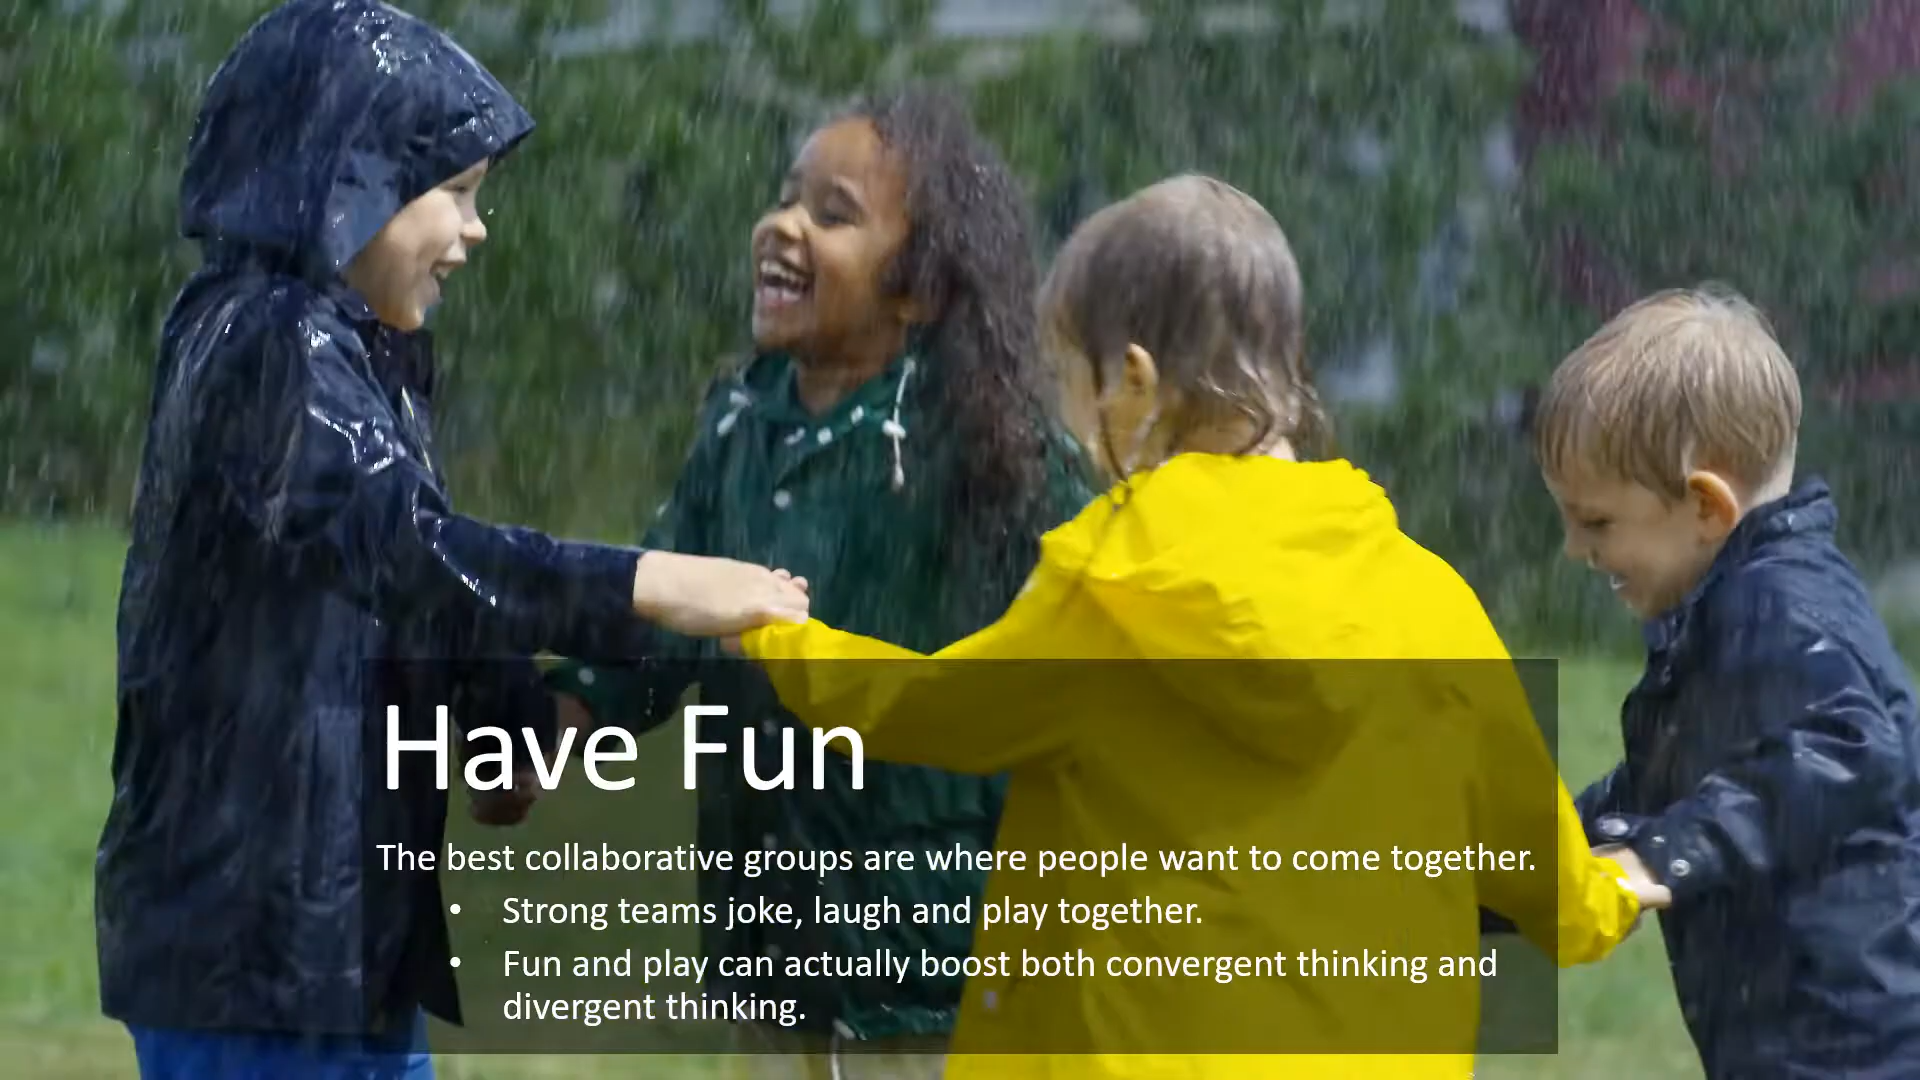 Have Fun
The best collaborative groups are where people want to come together.
• Strong teams joke, laugh and play together.
• Fun and play can actually boost both convergent thinking and
divergent thinking.